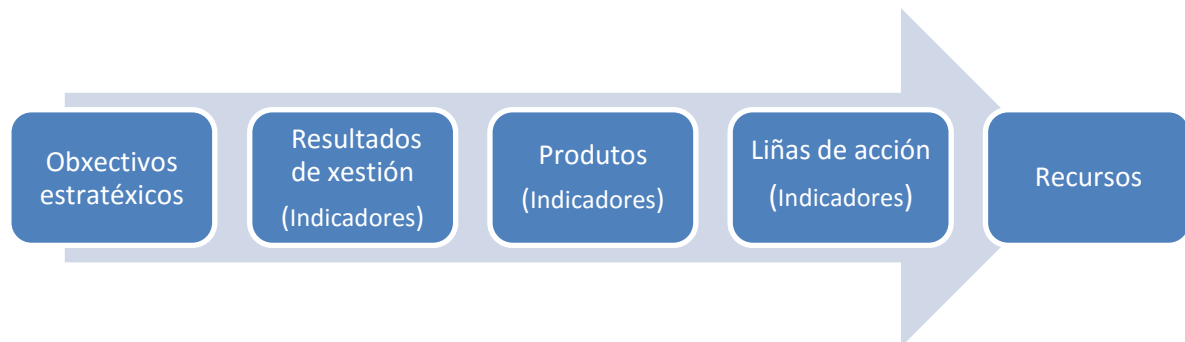 Obxectivos
estratéxicos
Resultados
de xestión
(Indicadores)
Produtos
(Indicadores)
Liñas de acción
(Indicadores)
Recursos